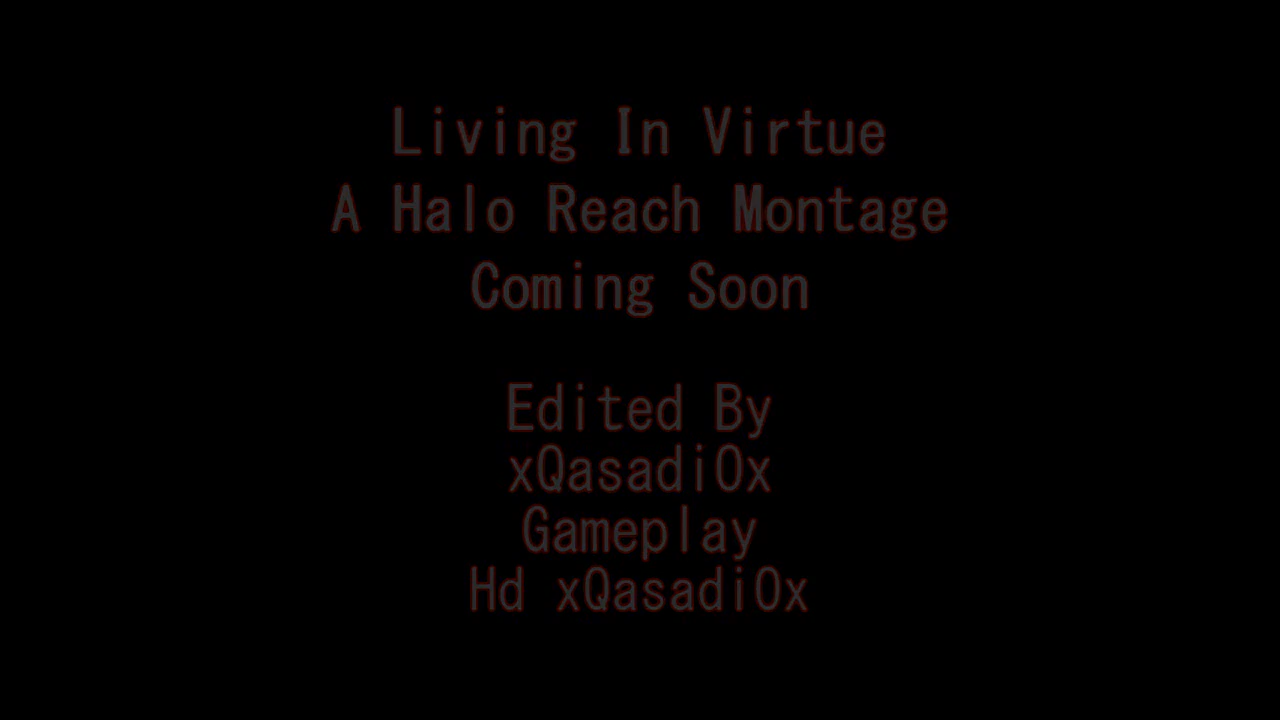 Living In Virtue
A Halo Reach Montage
Coming Soon
Edited By
xQasadiOx
Gameplay
Hd xQasadiOx